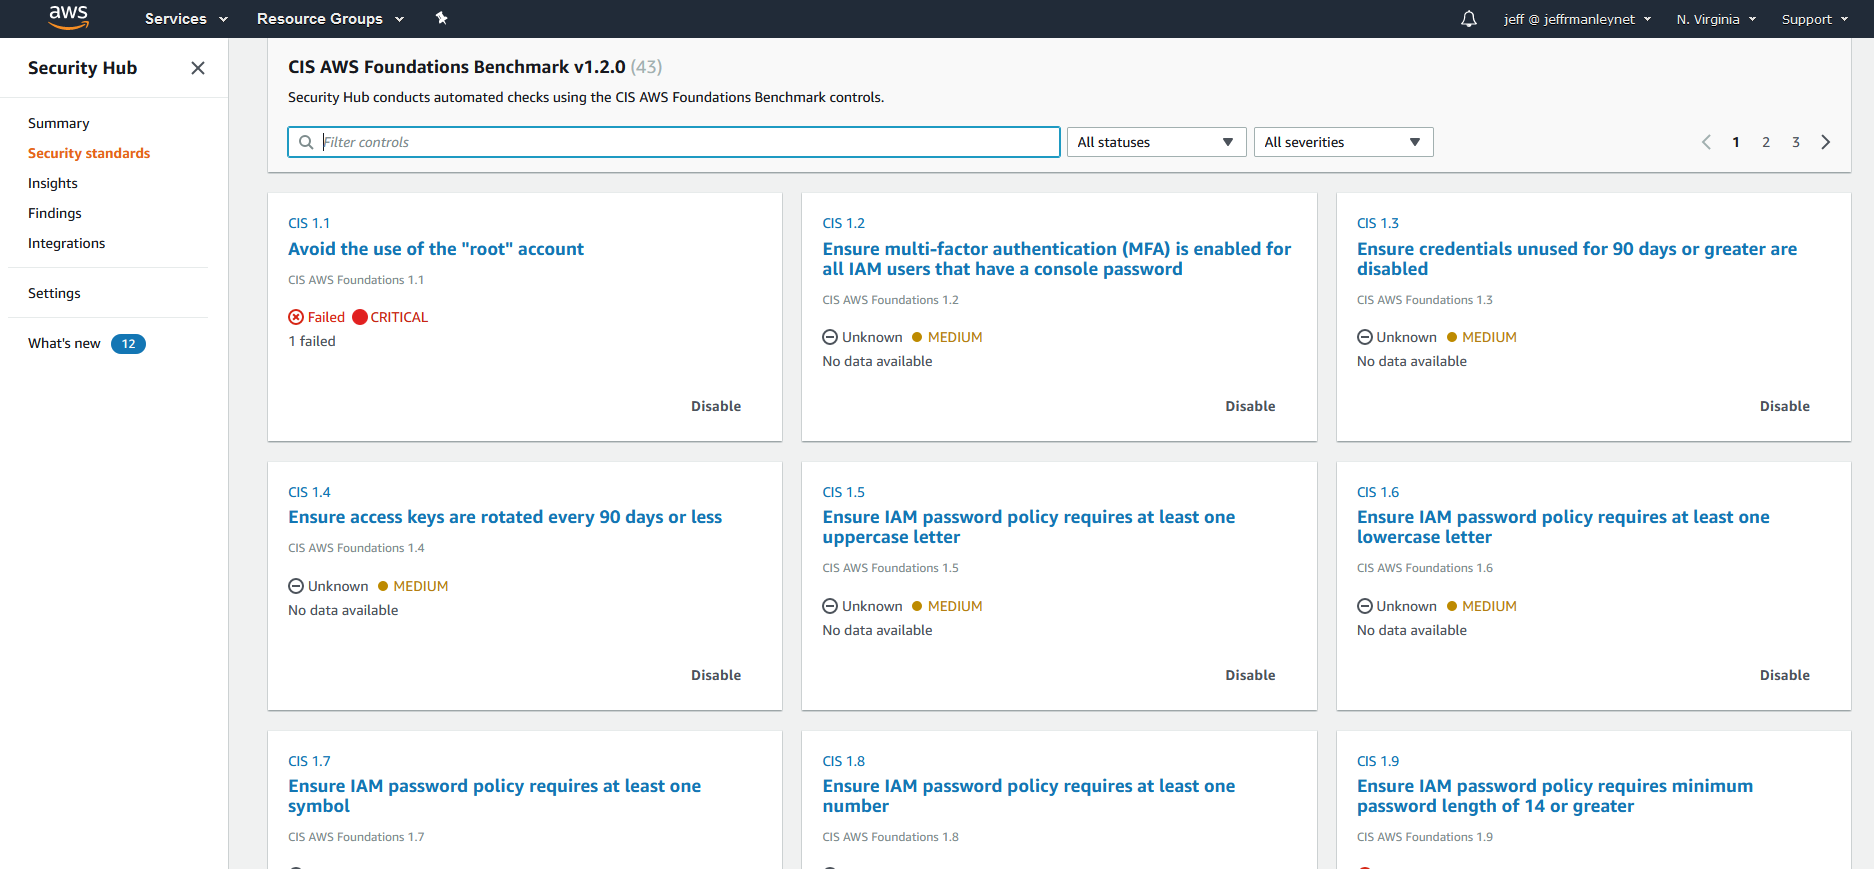 aws Services Resource Groups jeff @ jeffrmanleynet N. Virginia Support
Security Hub
Summary
Security standards
Insights
Findings
Integrations
Settings
What's new 12
CIS AWS Foundations Benchmark v1.2.0 (43)
Security Hub conducts automated checks using the CIS AWS Foundations Benchmark controls.
Filter controls All statuses All severities 1 2 3
CIS 1.1
Avoid the use of the "root" account
CIS AWS Foundations 1.1
Failed CRITICAL
1 failed
Disable
CIS 1.2
Ensure multi-factor authentication (MFA) is enabled for
all IAM users that have a console password
CIS AWS Foundations 1.2
Unknown MEDIUM
No data available
Disable
CIS 1.3
Ensure credentials unused for 90 days or greater are
disabled
CIS AWS Foundations 1.3
Unknown MEDIUM
No data available
Disable
CIS 1.4
Ensure access keys are rotated every 90 days or less
CIS AWS Foundations 1.4
Unknown MEDIUM
No data available
Disable
CIS 1.5
Ensure IAM password policy requires at least one
uppercase letter
CIS AWS Foundations 1.5
Unknown MEDIUM
No data available
Disable
CIS 1.6
Ensure IAM password policy requires at least one
lowercase letter
CIS AWS Foundations 1.6
Unknown MEDIUM
No data available
Disable
CIS 1.7
Ensure IAM password policy requires at least one
symbol
CIS AWS Foundations 1.7
CIS 1.8
Ensure IAM password policy requires at least one
number
CIS AWS Foundations 1.8
CIS 1.9
Ensure IAM password policy requires minimum
password length of 14 or greater
CIS AWS Foundations 1.9